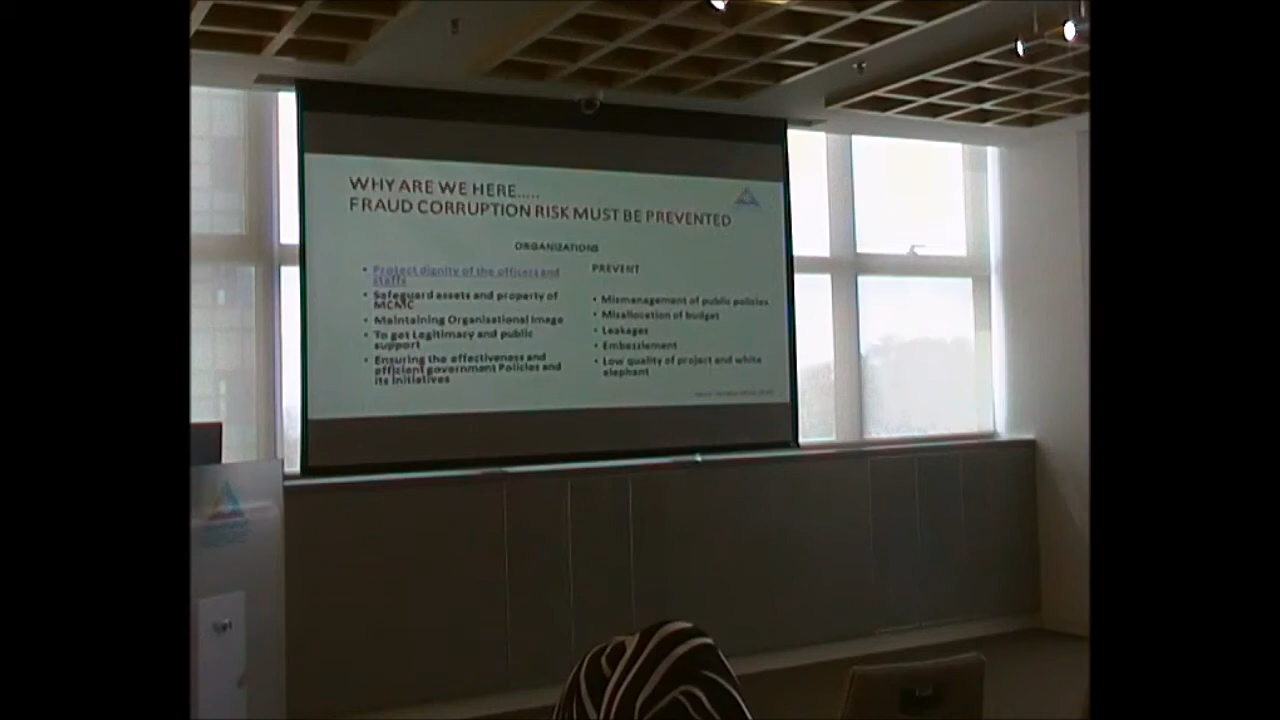 WHY ARE WE HERE.....
FRAUD CORRUPTION RISK MUST BE PREVENTED
ORGANIZATIONS
• Protect dignity of the officers and
staffs
• Safeguard assets and property of
MCMC
• Maintaining Organisational Image
• To get Legitimacy and public
support
• Ensuring the effectiveness and
efficient government Policies and
its Initiatives
PREVENT
• Mismanagement of public policies
• Misallocation of budget
• Leakages
• Embezzlement
• Low quality of project and white
elephant